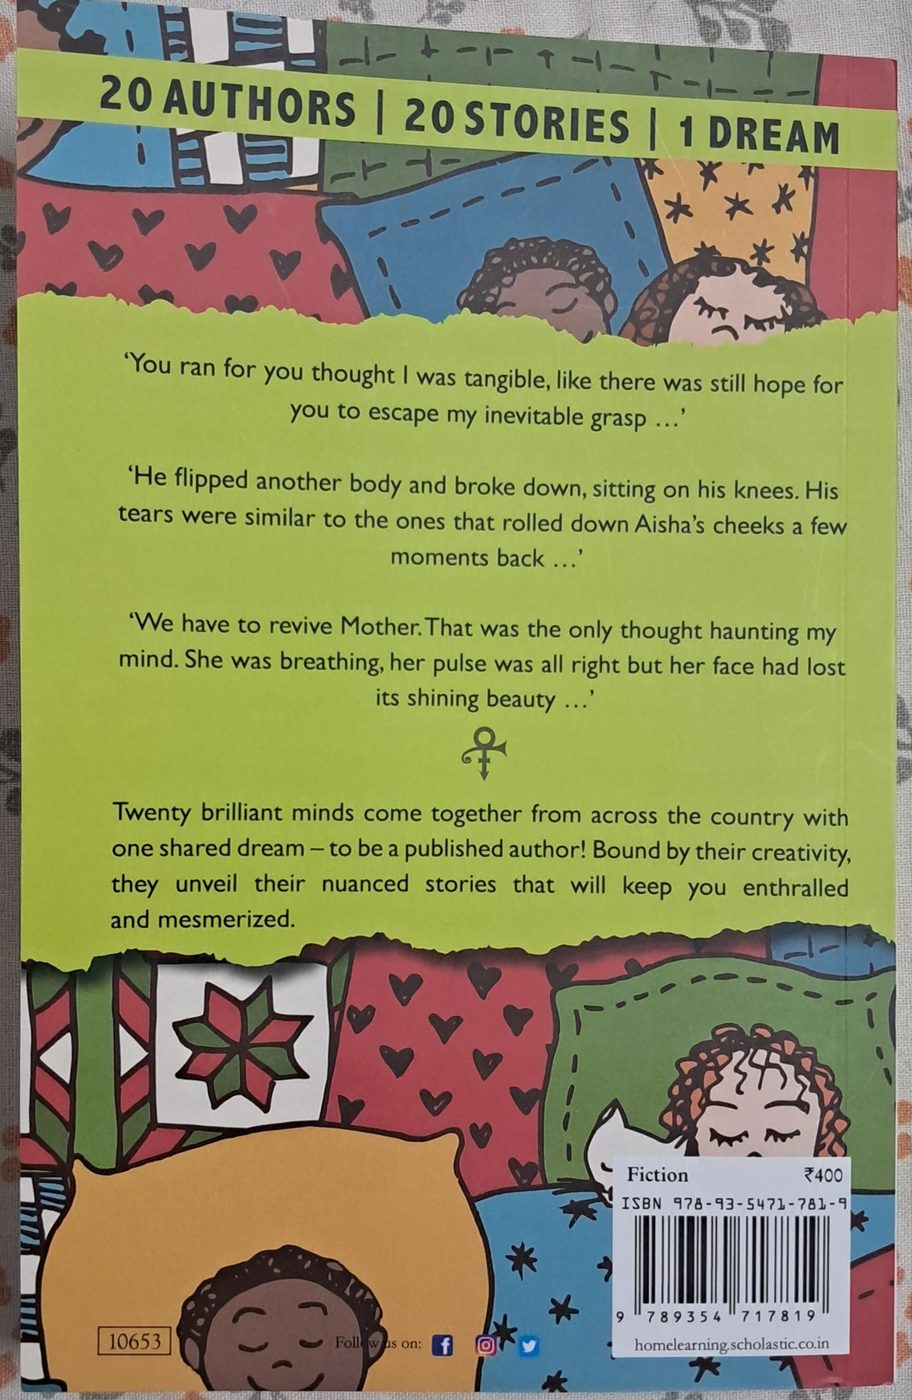 20 AUTHORS | 20 STORIES | 1 DREAM
‘You ran for you thought I was tangible, like there was still hope for
you to escape my inevitable grasp ...’
‘He flipped another body and broke down, sitting on his knees. His
tears were similar to the ones that rolled down Aisha’s cheeks a few
moments back ...’
‘We have to revive Mother. That was the only thought haunting my
mind. She was breathing, her pulse was all right but her face had lost
its shining beauty ...’
Twenty brilliant minds come together from across the country with
one shared dream – to be a published author! Bound by their creativity,
they unveil their nuanced stories that will keep you enthralled
and mesmerized.
Fiction ₹400
ISBN 978-93-5471-781-9
9 789354 717819
homelearning.scholastic.co.in
10653
Follow us on: